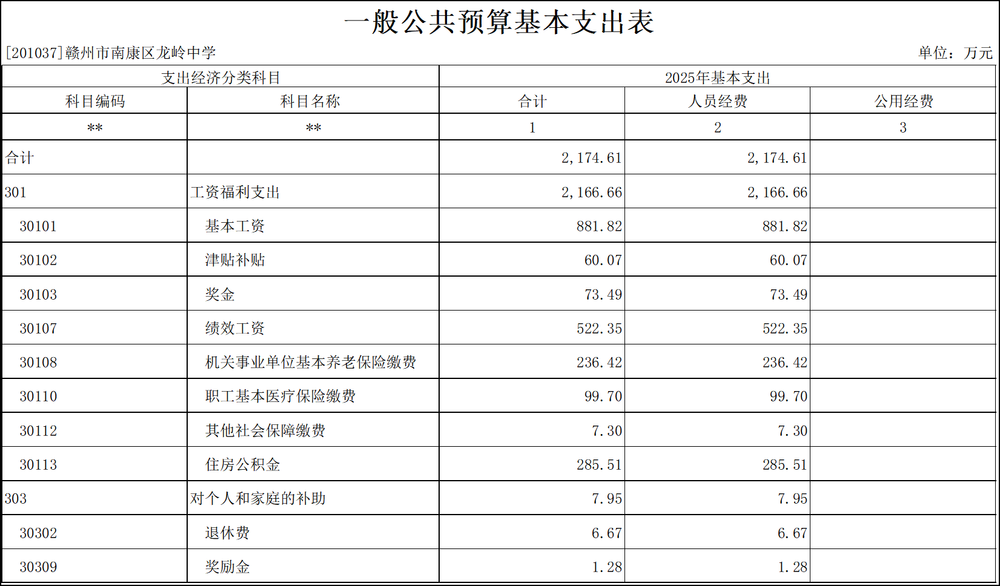 一般公共预算基本支出表
[201037]赣州市南康区龙岭中学 单位：万元
支出经济分类科目 2025年基本支出
科目编码 科目名称 合计 人员经费 公用经费
** ** 1 2 3
合计 2,174.61 2,174.61
301 工资福利支出 2,166.66 2,166.66
30101 基本工资 881.82 881.82
30102 津贴补贴 60.07 60.07
30103 奖金 73.49 73.49
30107 绩效工资 522.35 522.35
30108 机关事业单位基本养老保险缴费 236.42 236.42
30110 职工基本医疗保险缴费 99.70 99.70
30112 其他社会保障缴费 7.30 7.30
30113 住房公积金 285.51 285.51
303 对个人和家庭的补助 7.95 7.95
30302 退休费 6.67 6.67
30309 奖励金 1.28 1.28